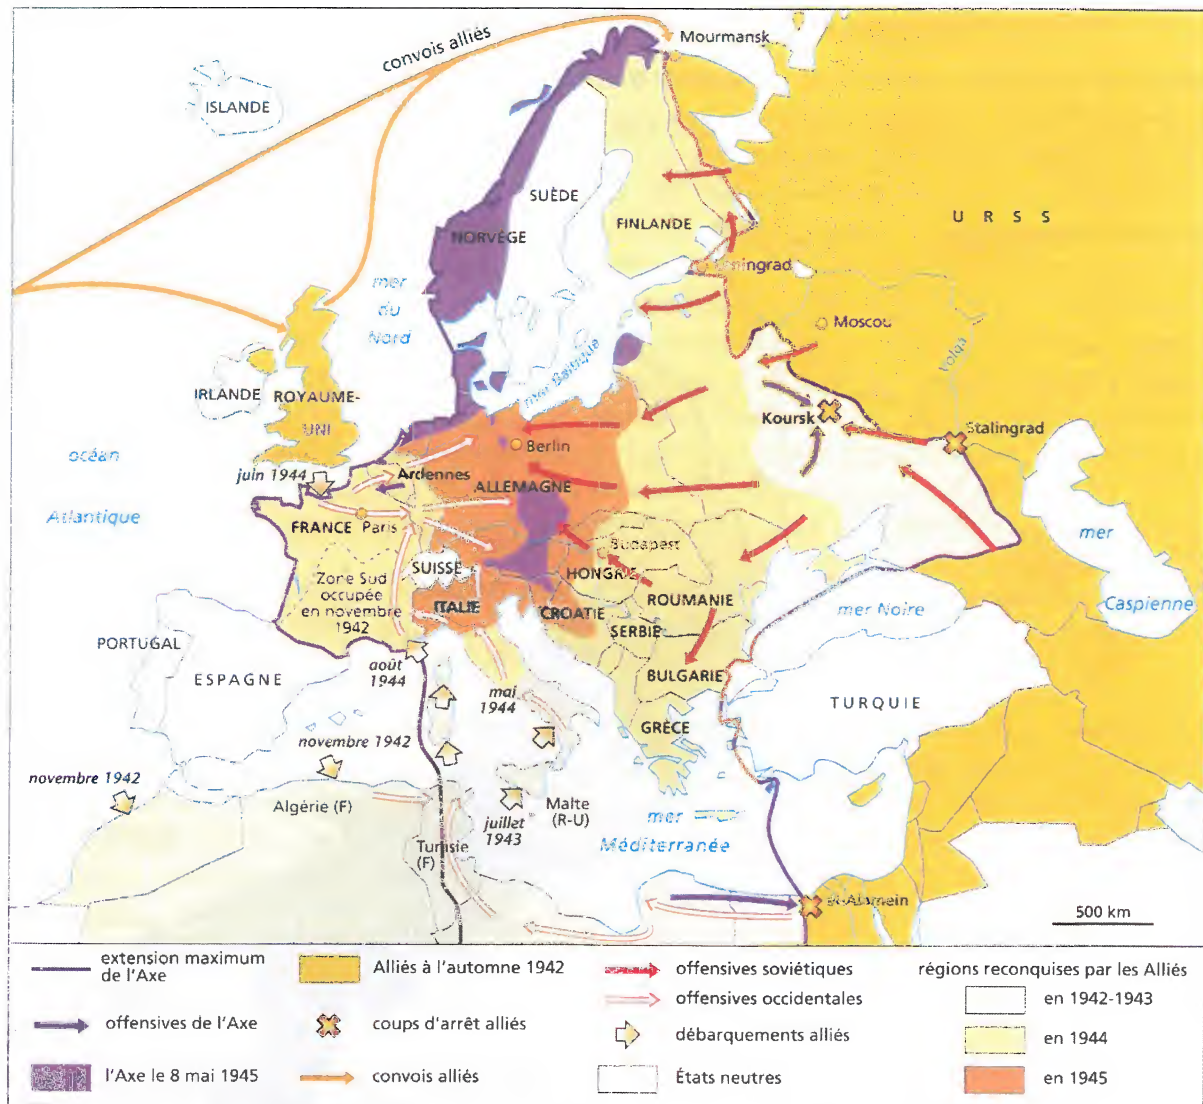 convois alliés
Mourmansk
ISLANDE
SUÈDE
FINLANDE
NORVÈGE
U R S S
mer
du
Nord
Leningrad
Moscou
Volga
mer Baltique
IRLANDE
ROYAUME-
UNI
Koursk
Stalingrad
océan
Atlantique
juin 1944
Ardennes
Berlin
ALLEMAGNE
FRANCE
Paris
mer
Caspienne
SUISSE
Budapest
HONGRIE
Zone Sud
occupée
en novembre
1942
ITALIE
CROATIE
ROUMANIE
mer Noire
SERBIE
PORTUGAL
ESPAGNE
août
1944
BULGARIE
TURQUIE
mai
1944
GRÈCE
novembre 1942
novembre 1942
Algérie (F)
Malte
(R-U)
juillet
1943
Tunisie
(F)
mer
Méditerranée
el-Alamein
500 km
extension maximum
de l'Axe
Alliés à l'automne 1942
offensives soviétiques
régions reconquises par les Alliés
offensives occidentales
en 1942-1943
offensives de l'Axe
coups d'arrêt alliés
débarquements alliés
en 1944
l'Axe le 8 mai 1945
convois alliés
États neutres
en 1945